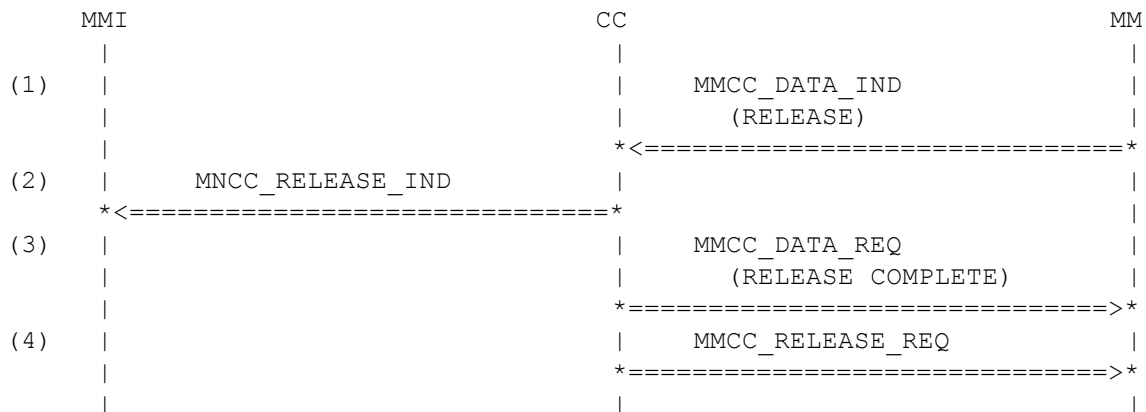 MMI CC MM
(1) MMCC_DATA_IND
(RELEASE)
(2) MNCC_RELEASE_IND
(3) MMCC_DATA_REQ
(RELEASE COMPLETE)
(4) MMCC_RELEASE_REQ